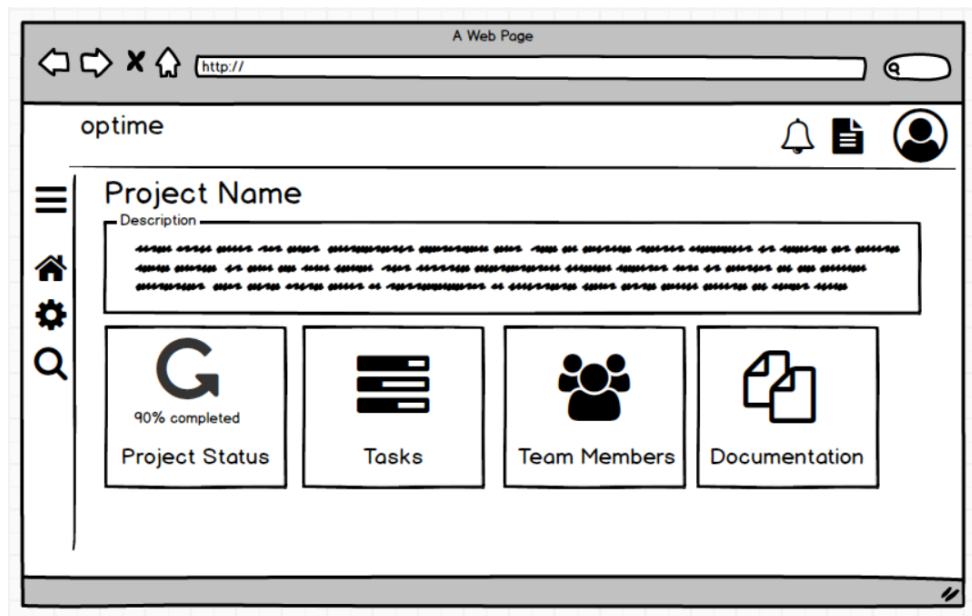 A Web Page
http://
optime
Project Name
Description
90% completed
Project Status
Tasks
Team Members
Documentation